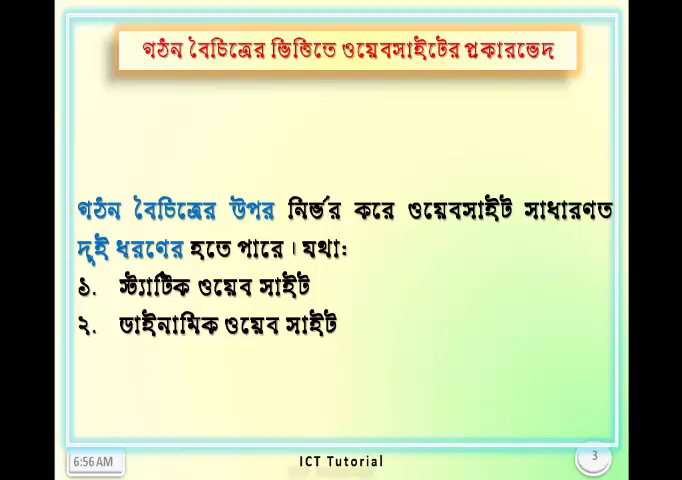 গঠন বৈচিত্রের ভিত্তিতে ওয়েবসাইটের প্রকারভেদ
গঠন বৈচিত্রের উপর নির্ভর করে ওয়েবসাইট সাধারণত
দুই ধরণের হতে পারে। যথা:
১. স্ট্যাটিক ওয়েব সাইট
২. ডাইনামিক ওয়েব সাইট
6:56 AM
ICT Tutorial
3